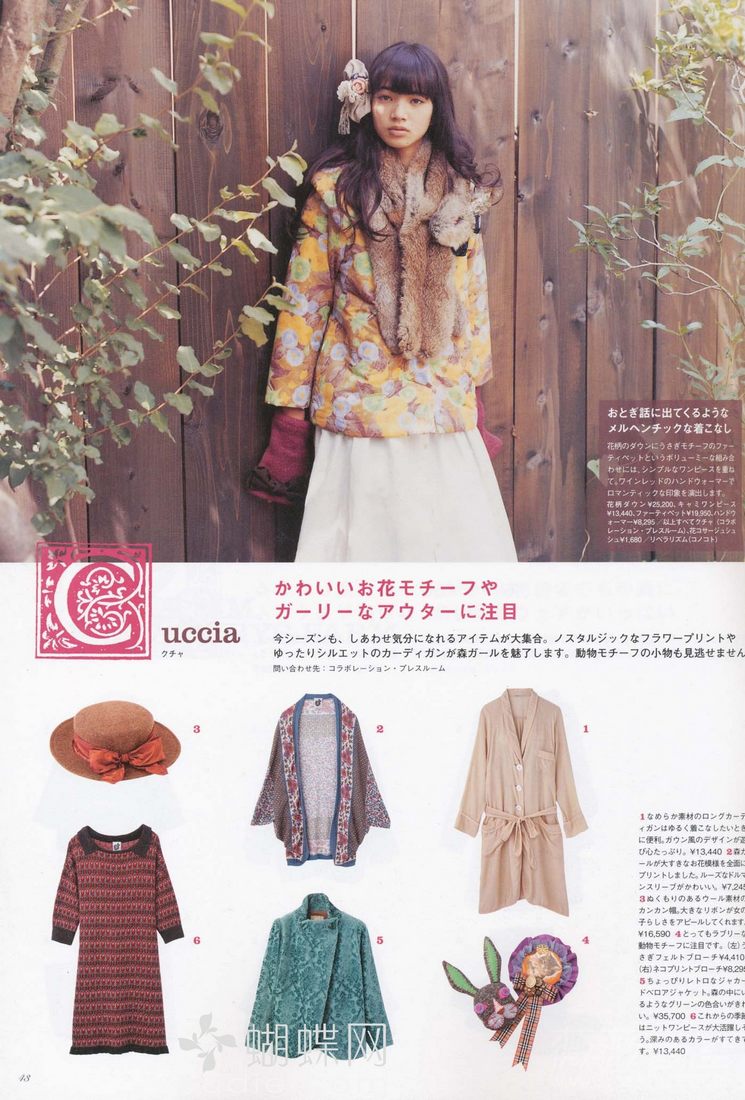 おとぎ話に出てくるような
メルヘンチックな着こなし
花柄のダウンにうさぎモチーフのファー
ティペットというボリューミーな組み合
わせには、シンプルなワンピースを重ね
て。ワインレッドのハンドウォーマーで
ロマンティックな印象を演出します。
花柄ダウン¥25,200、キャミワンピース
¥13,440、ファーティペット¥19,950、ハンドウ
ォーマー¥8,295／以上すべてクチャ（コラボ
レーション・プレスルーム）、花コサージュシュ
シュ¥1,680／リベラリズム（コノコト）
C
uccia
クチャ
かわいいお花モチーフや
ガーリーなアウターに注目
今シーズンも、しあわせ気分になれるアイテムが大集合。ノスタルジックなフラワープリントや
ゆったりシルエットのカーディガンが森ガールを魅了します。動物モチーフの小物も見逃せません
問い合わせ先：コラボレーション・プレスルーム
3
2
1
6
5
4
1なめらか素材のロングカーデ
ィガンはゆるく着こなしたいとき
に便利。ガウン風のデザインが遊
び心たっぷり。¥13,440 2森ガ
ールが大すきなお花模様を全面に
プリントしました。ルーズなドルマ
ンスリーブがかわいい。¥7,245
3ぬくもりのあるウール素材の
カンカン帽。大きなリボンが女の
子らしさをアピールしてくれます。
¥16,590 4とってもラブリーな
動物モチーフに注目です。（左）う
さぎフェルトブローチ¥4,410
（右）ネコプリントブローチ¥8,295
5ちょっぴりレトロなジャカー
ドベロアジャケット。森の中にい
るようなグリーンの色合いがきれ
い。¥35,700 6これからの季節
はニットワンピースが大活躍しそ
う。深みのあるカラーがすてきで
す。¥13,440
蝴蝶网
48